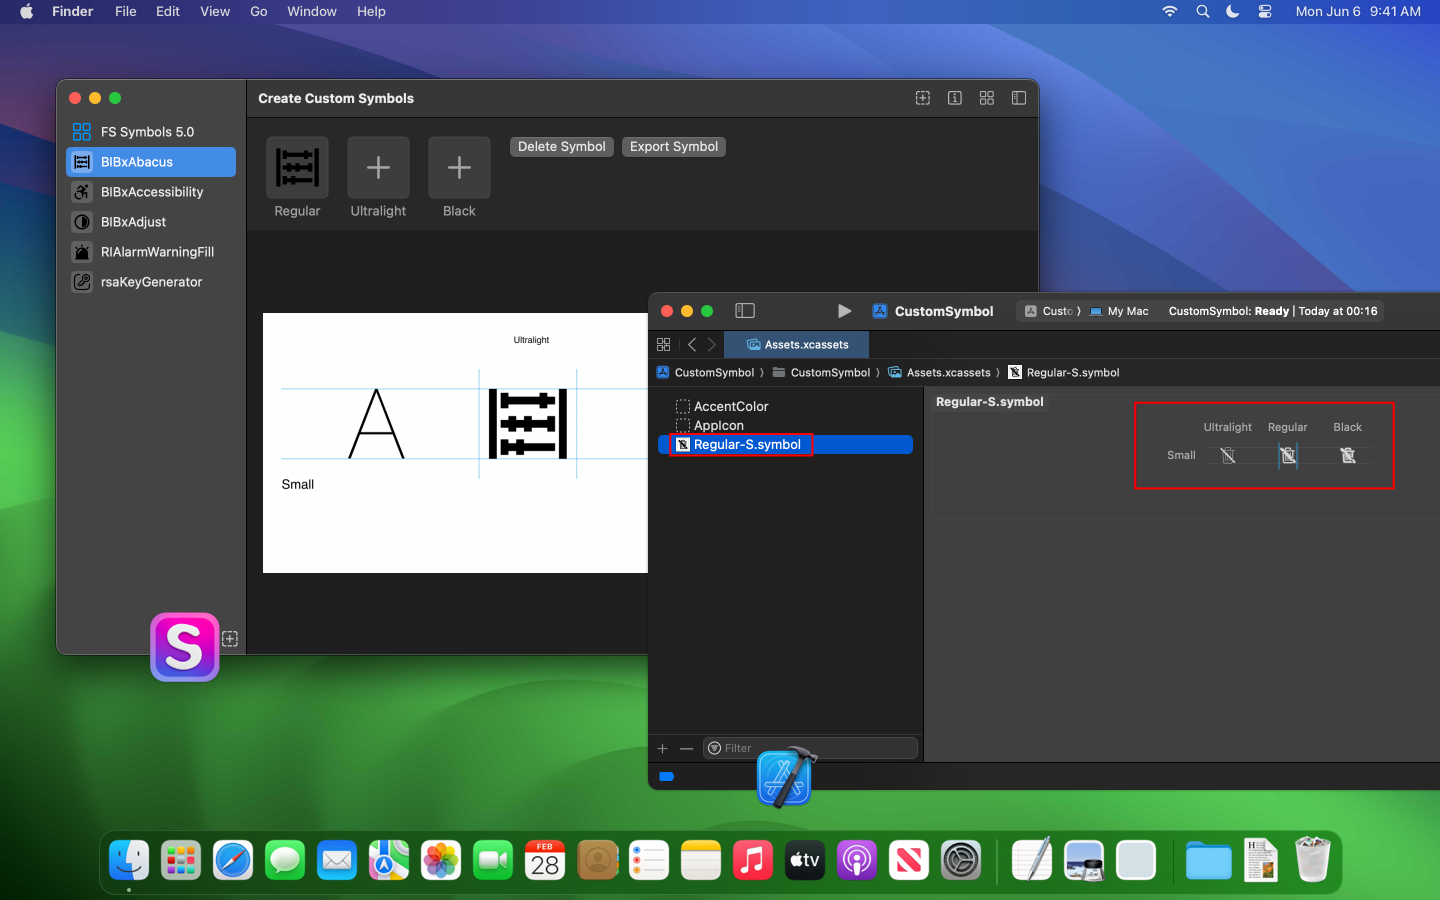 Finder File Edit View Go Window Help Mon Jun 6 9:41 AM
Create Custom Symbols
FS Symbols 5.0
BIBxAbacus
BIBxAccessibility
BIBxAdjust
RIAlarmWarningFill
rsaKeyGenerator
Regular Ultralight Black
Delete Symbol Export Symbol
Ultralight
A
Small
S
CustomSymbol Custo My Mac CustomSymbol: Ready | Today at 00:16
Assets.xcassets
CustomSymbol CustomSymbol Assets.xcassets Regular-S.symbol
AccentColor
AppIcon
Regular-S.symbol
Regular-S.symbol
Ultralight Regular Black
Small
Filter
FEB
28
tv